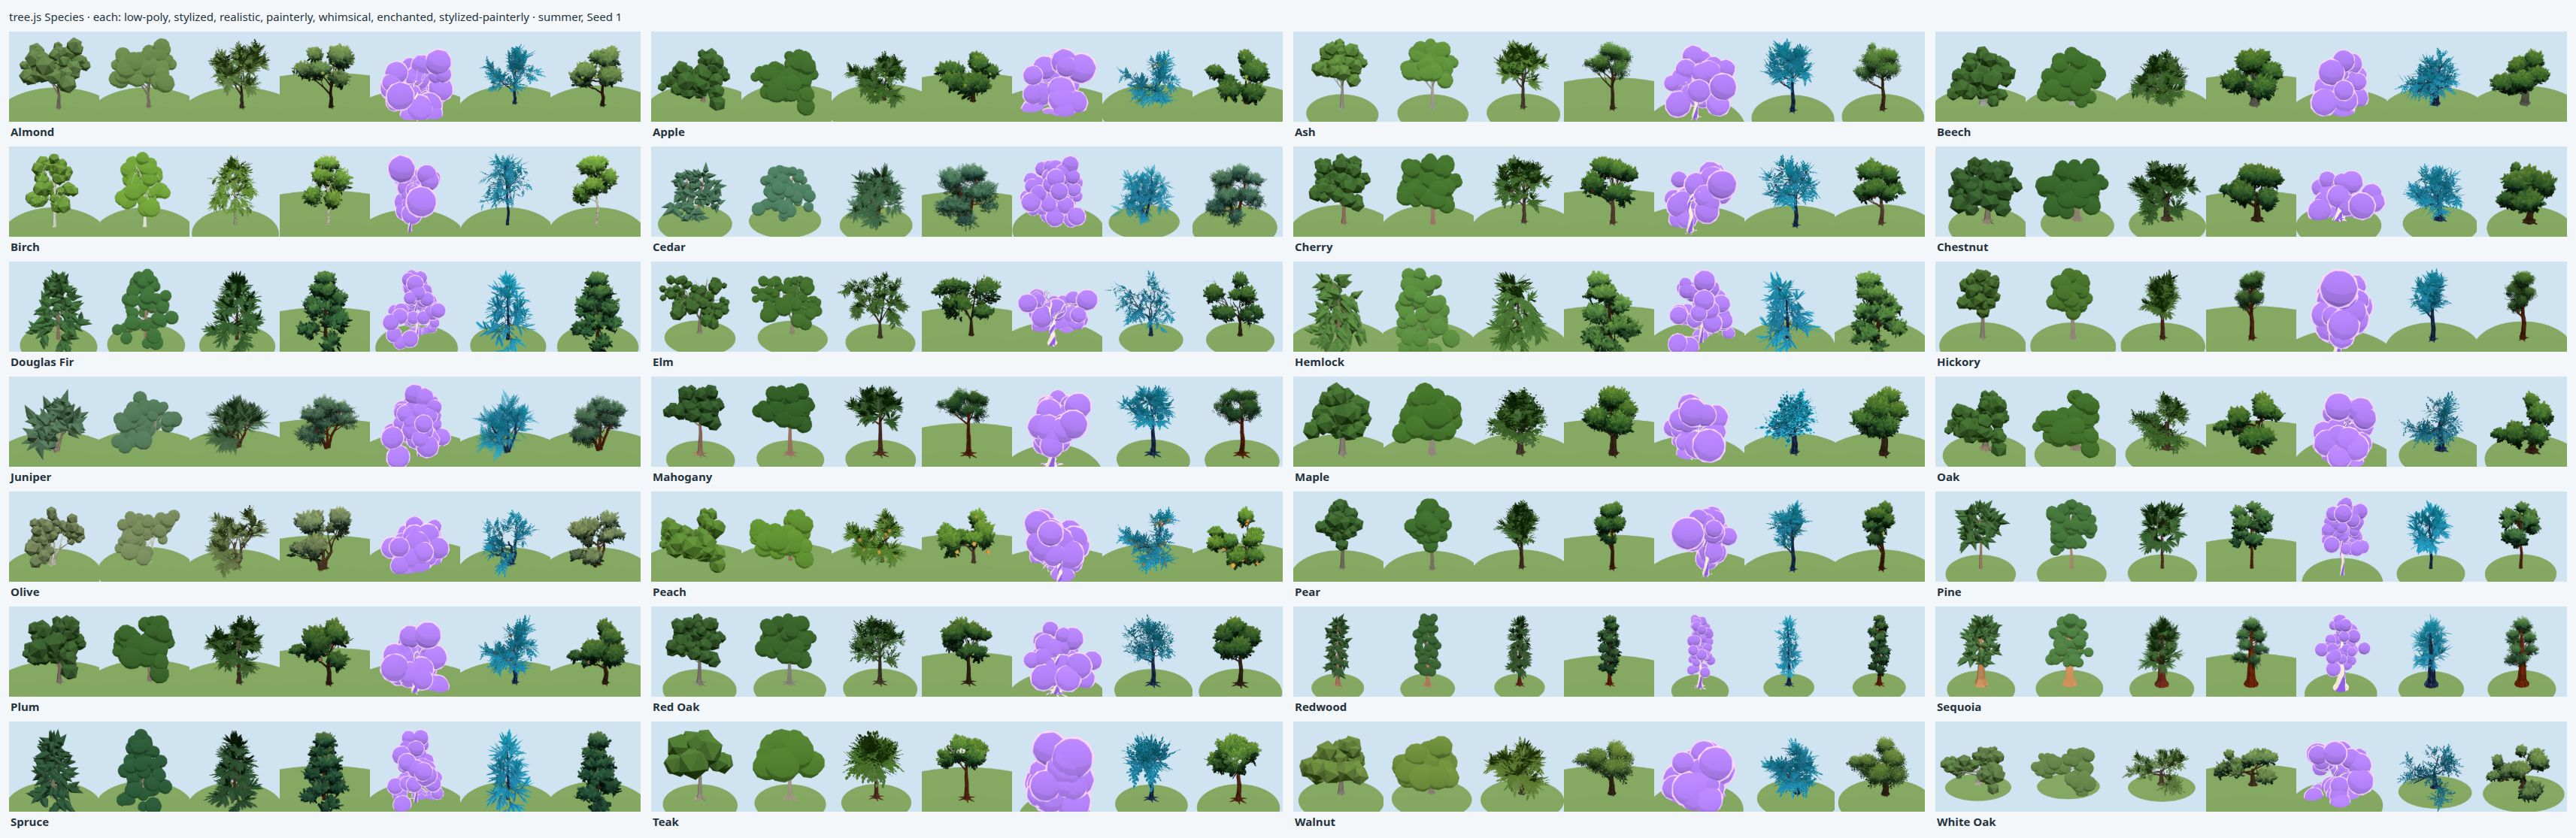 tree.js Species · each: low-poly, stylized, realistic, painterly, whimsical, enchanted, stylized-painterly · summer, Seed 1
Almond
Apple
Ash
Beech
Birch
Cedar
Cherry
Chestnut
Douglas Fir
Elm
Hemlock
Hickory
Juniper
Mahogany
Maple
Oak
Olive
Peach
Pear
Pine
Plum
Red Oak
Redwood
Sequoia
Spruce
Teak
Walnut
White Oak